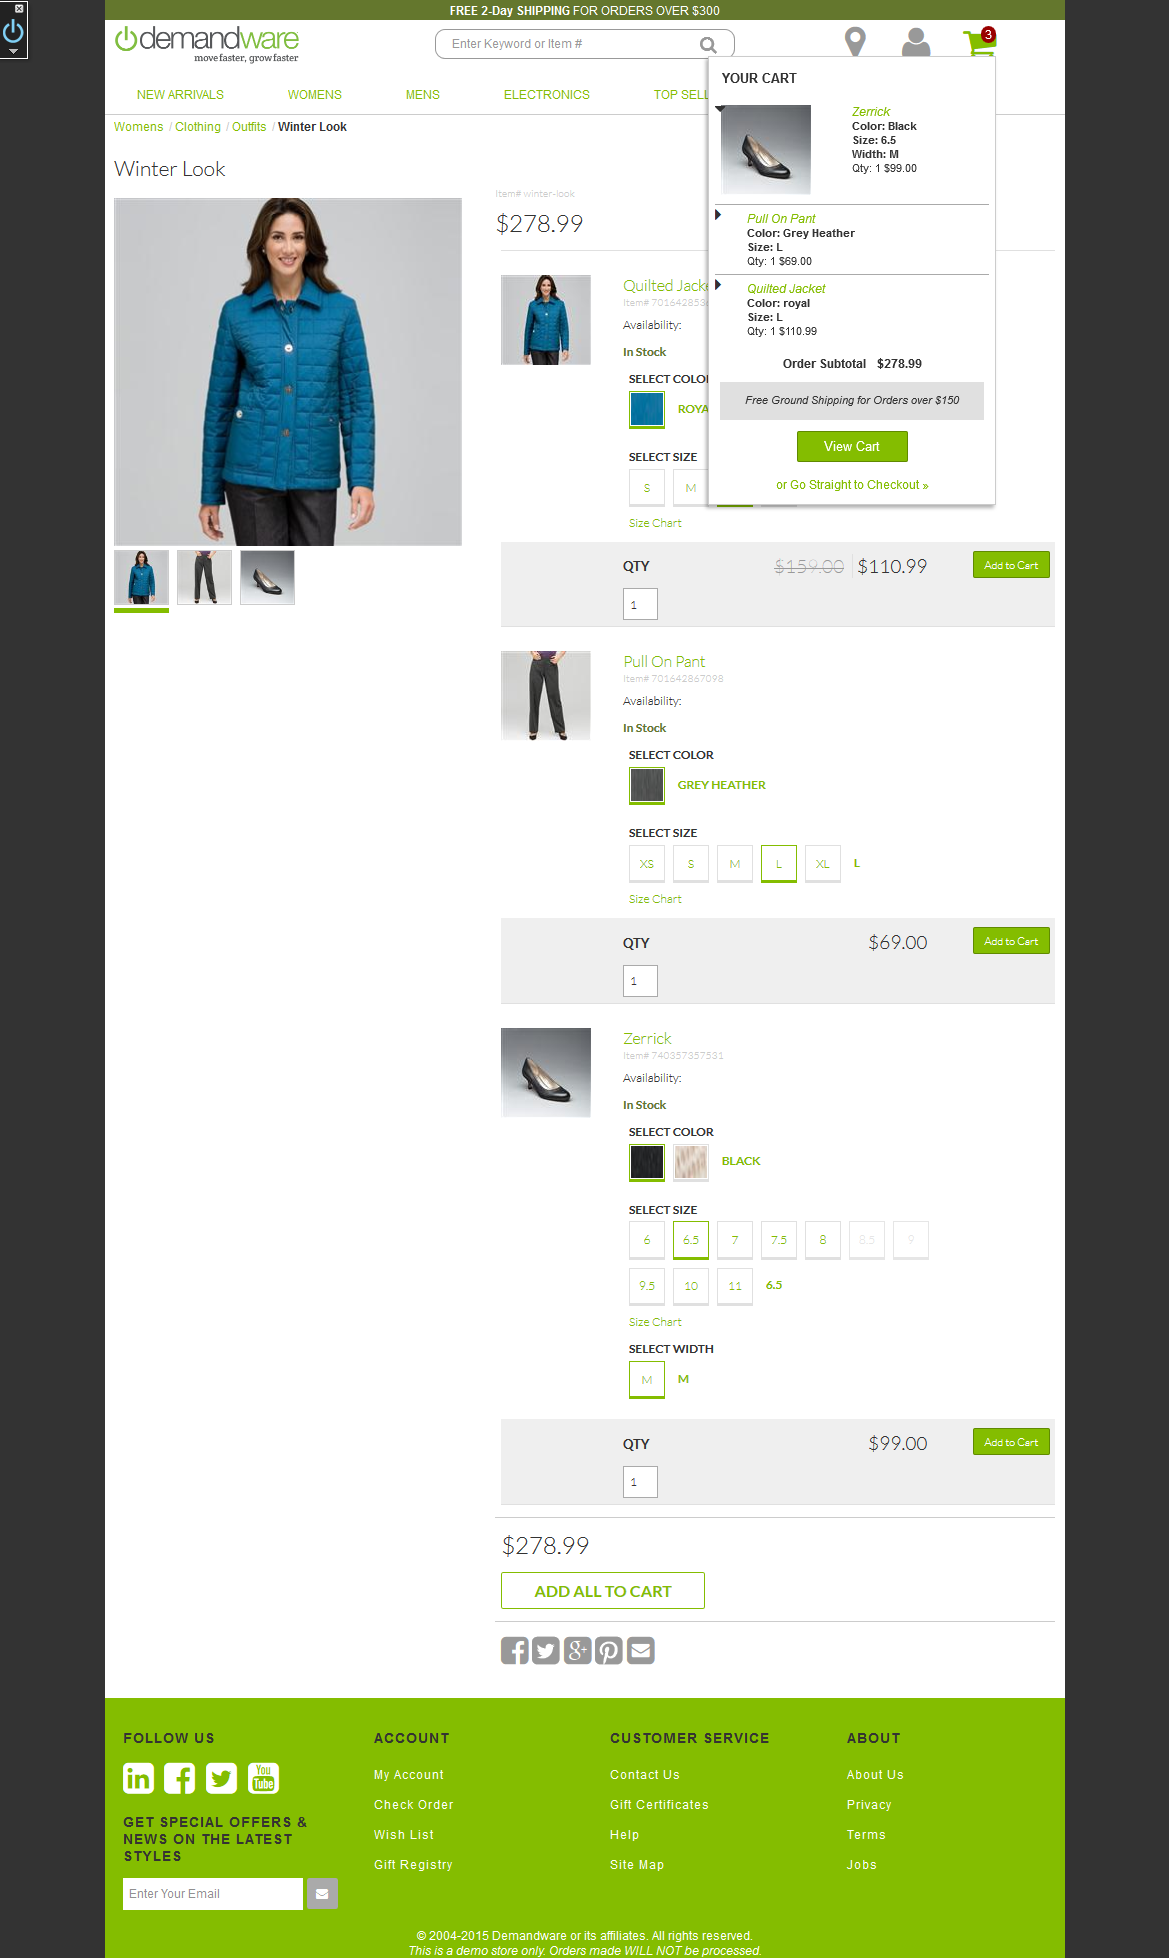 FREE 2-Day SHIPPING FOR ORDERS OVER $300
demandware
move faster, grow faster
Enter Keyword or Item #
3
NEW ARRIVALS WOMENS MENS ELECTRONICS TOP SELL
Womens / Clothing / Outfits / Winter Look
Winter Look
Item# winter-look
$278.99
YOUR CART
Zerrick
Color: Black
Size: 6.5
Width: M
Qty: 1 $99.00
Pull On Pant
Color: Grey Heather
Size: L
Qty: 1 $69.00
Quilted Jacket
Color: royal
Size: L
Qty: 1 $110.99
Order Subtotal $278.99
Free Ground Shipping for Orders over $150
View Cart
or Go Straight to Checkout »
Quilted Jacke
Item# 70164285
Availability:
In Stock
SELECT COLO
ROYA
SELECT SIZE
S M
Size Chart
QTY $159.00 $110.99 Add to Cart
1
Pull On Pant
Item# 701642867098
Availability:
In Stock
SELECT COLOR
GREY HEATHER
SELECT SIZE
XS S M L XL L
Size Chart
QTY $69.00 Add to Cart
1
Zerrick
Item# 740357357531
Availability:
In Stock
SELECT COLOR
BLACK
SELECT SIZE
6 6.5 7 7.5 8 8.5 9
9.5 10 11 6.5
Size Chart
SELECT WIDTH
M M
QTY $99.00 Add to Cart
1
$278.99
ADD ALL TO CART
FOLLOW US
You Tube
GET SPECIAL OFFERS &
NEWS ON THE LATEST
STYLES
Enter Your Email
ACCOUNT
My Account
Check Order
Wish List
Gift Registry
CUSTOMER SERVICE
Contact Us
Gift Certificates
Help
Site Map
ABOUT
About Us
Privacy
Terms
Jobs
© 2004-2015 Demandware or its affiliates. All rights reserved.
This is a demo store only. Orders made WILL NOT be processed.